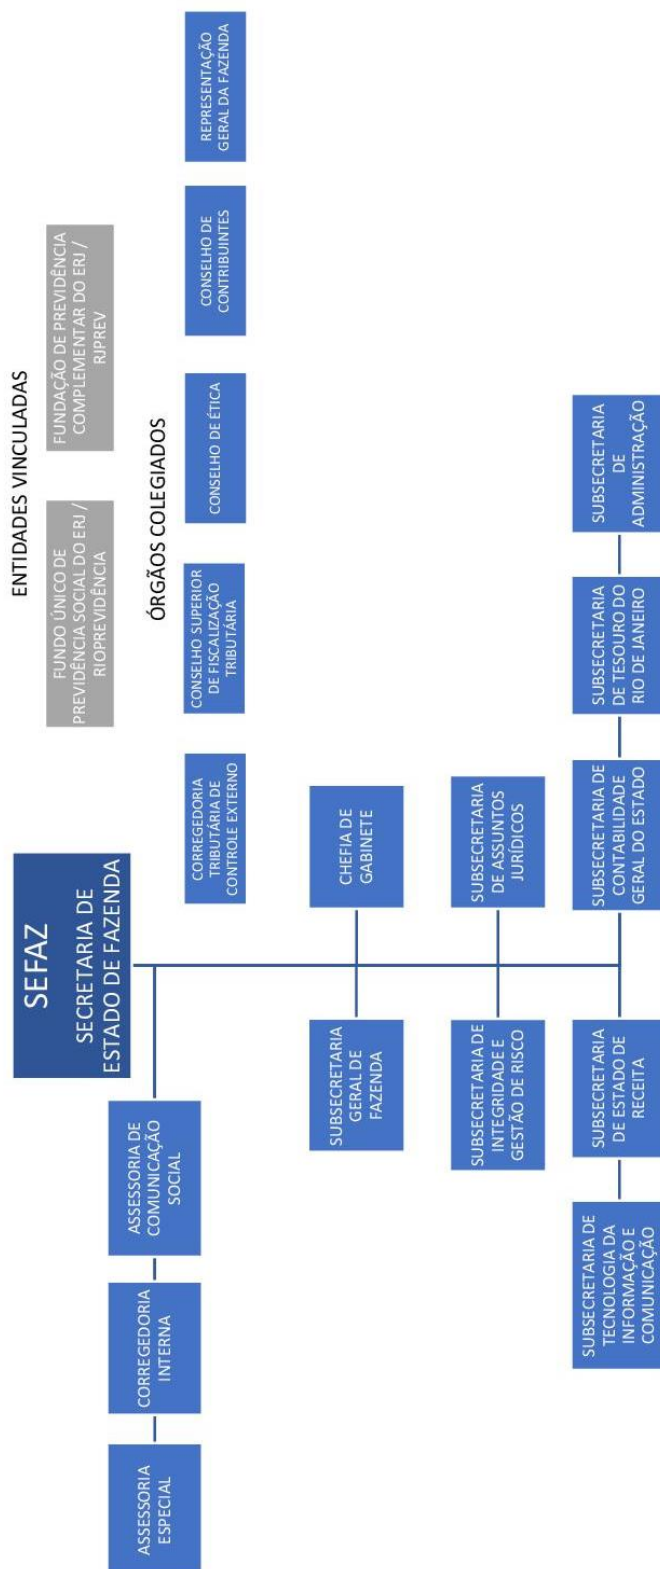 SEFAZ
SECRETARIA DE
ESTADO DE FAZENDA
ENTIDADES VINCULADAS
FUNDO ÚNICO DE
PREVIDÊNCIA SOCIAL DO ERJ /
RIOPREVIDÊNCIA
FUNDAÇÃO DE PREVIDÊNCIA
COMPLEMENTAR DO ERJ /
RJPREV
ÓRGÃOS COLEGIADOS
CORREGEDORIA
TRIBUTÁRIA DE
CONTROLE EXTERNO
CONSELHO SUPERIOR
DE FISCALIZAÇÃO
TRIBUTÁRIA
CONSELHO DE ÉTICA
CONSELHO DE
CONTRIBUINTES
REPRESENTAÇÃO
GERAL DA FAZENDA
ASSESSORIA
ESPECIAL
CORREGEDORIA
INTERNA
ASSESSORIA DE
COMUNICAÇÃO
SOCIAL
SUBSECRETARIA
GERAL DE
FAZENDA
CHEFIA DE
GABINETE
SUBSECRETARIA DE
INTEGRIDADE E
GESTÃO DE RISCO
SUBSECRETARIA
DE ASSUNTOS
JURÍDICOS
SUBSECRETARIA DE
TECNOLOGIA DA
INFORMAÇÃO E
COMUNICAÇÃO
SUBSECRETARIA
DE ESTADO DE
RECEITA
SUBSECRETARIA DE
CONTABILIDADE
GERAL DO ESTADO
SUBSECRETARIA
DE TESOURO DO
RIO DE JANEIRO
SUBSECRETARIA
DE
ADMINISTRAÇÃO